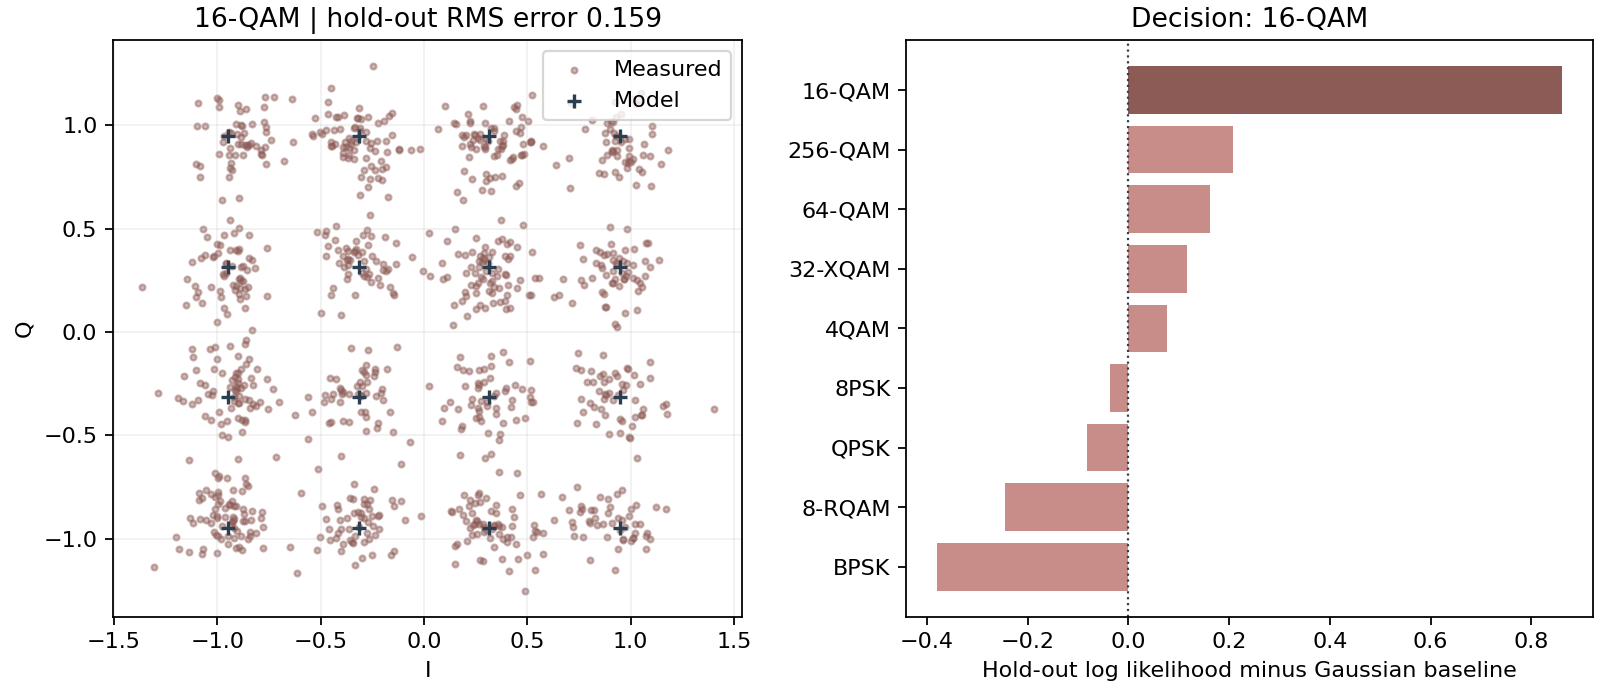 16-QAM | hold-out RMS error 0.159
Measured
Model
1.0
0.5
0.0
−0.5
−1.0
Q
−1.5
−1.0
−0.5
0.0
0.5
1.0
1.5
I
Decision: 16-QAM
16-QAM
256-QAM
64-QAM
32-XQAM
4QAM
8PSK
QPSK
8-RQAM
BPSK
−0.4
−0.2
0.0
0.2
0.4
0.6
0.8
Hold-out log likelihood minus Gaussian baseline